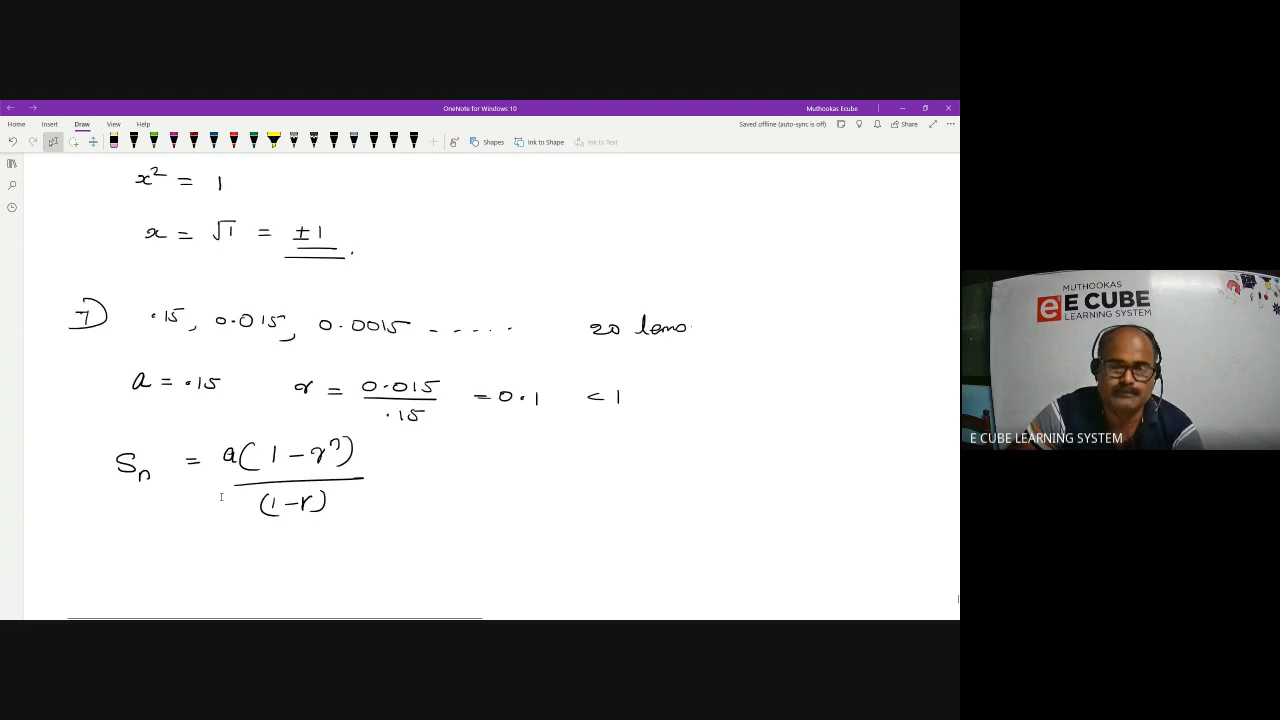 OneNote for Windows 10
Muthookas Ecube
Home Insert Draw View Help
Saved offline (auto-sync is off) Share
Shapes Ink to Shape Ink to Text
x² = 1
x = √1 = ±1.
7) .15, 0.015, 0.0015 ...... 20
a = .15 r = 0.015/.15 = 0.1 < 1
Sn = a(1-rⁿ)/(1-r)
MUTHOOKAS
e E CUBE
LEARNING SYSTEM
E CUBE LEARNING SYSTEM